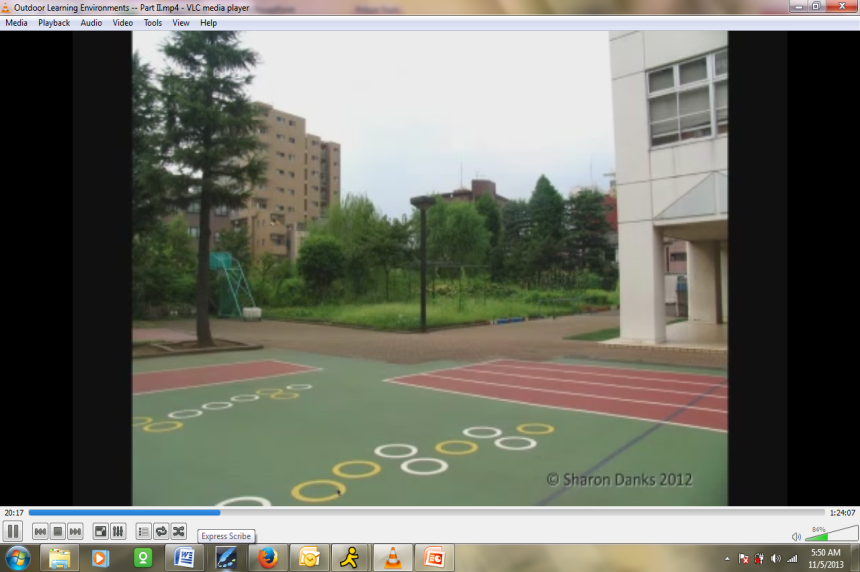 Outdoor Learning Environments -- Part II.mp4 - VLC media player
Media Playback Audio Video Tools View Help
© Sharon Danks 2012
20:17 1:24:07
84%
Express Scribe
5:50 AM
11/5/2013